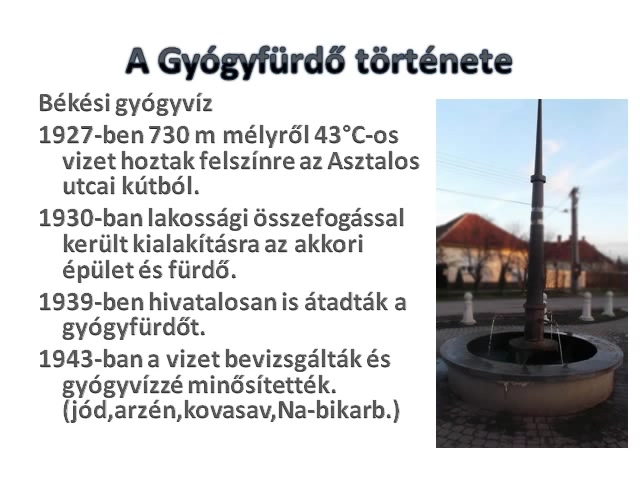 A Gyógyfürdő története
Békési gyógyvíz
1927-ben 730 m mélyről 43°C-os
vizet hoztak felszínre az Asztalos
utcai kútból.
1930-ban lakossági összefogással
került kialakításra az akkori
épület és fürdő.
1939-ben hivatalosan is átadták a
gyógyfürdőt.
1943-ban a vizet bevizsgálták és
gyógyvízzé minősítették.
(jód,arzén,kovasav,Na-bikarb.)